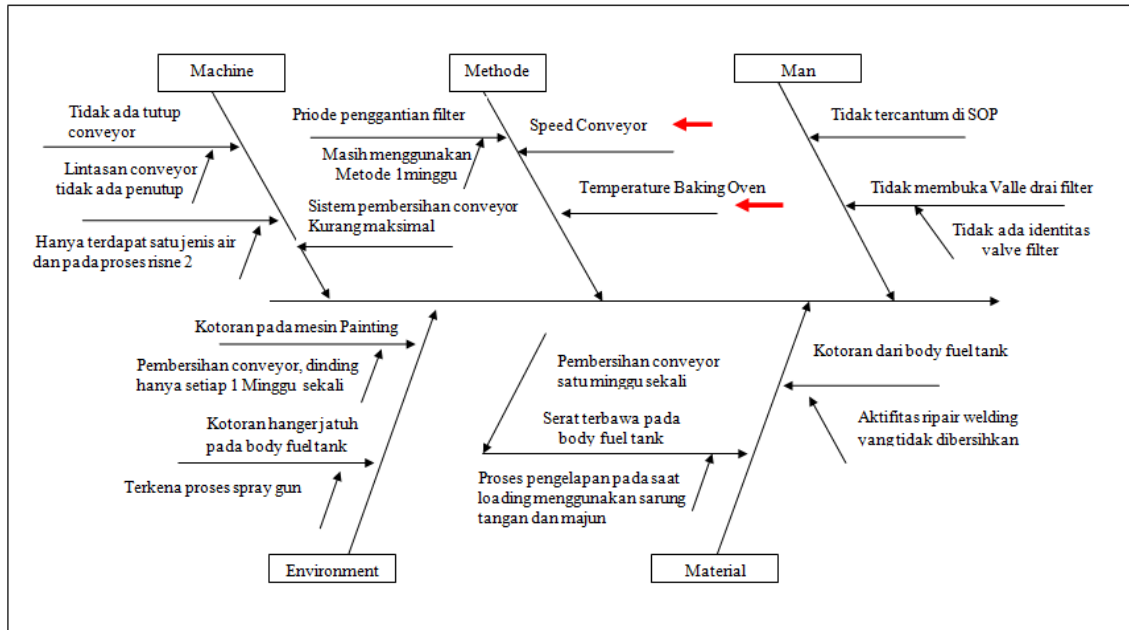 Machine
Methode
Man
Tidak ada tutup
conveyor
Lintasan conveyor
tidak ada penutup
Hanya terdapat satu jenis air
dan pada proses risne 2
Sistem pembersihan conveyor
Kurang maksimal
Priode penggantian filter
Masih menggunakan
Metode 1minggu
Speed Conveyor
Temperature Baking Oven
Tidak tercantum di SOP
Tidak membuka Valle drai filter
Tidak ada identitas
valve filter
Kotoran pada mesin Painting
Pembersihan conveyor, dinding
hanya setiap 1 Minggu sekali
Kotoran hanger jatuh
pada body fuel tank
Terkena proses spray gun
Pembersihan conveyor
satu minggu sekali
Serat terbawa pada
body fuel tank
Proses pengelapan pada saat
loading menggunakan sarung
tangan dan majun
Kotoran dari body fuel tank
Aktifitas ripair welding
yang tidak dibersihkan
Environment
Material